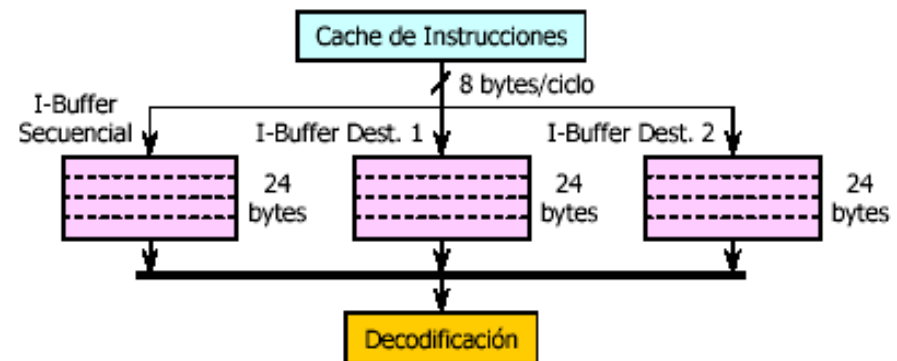 Cache de Instrucciones
8 bytes/ciclo
I-Buffer
Secuencial
I-Buffer Dest. 1
I-Buffer Dest. 2
24
bytes
24
bytes
24
bytes
Decodificación